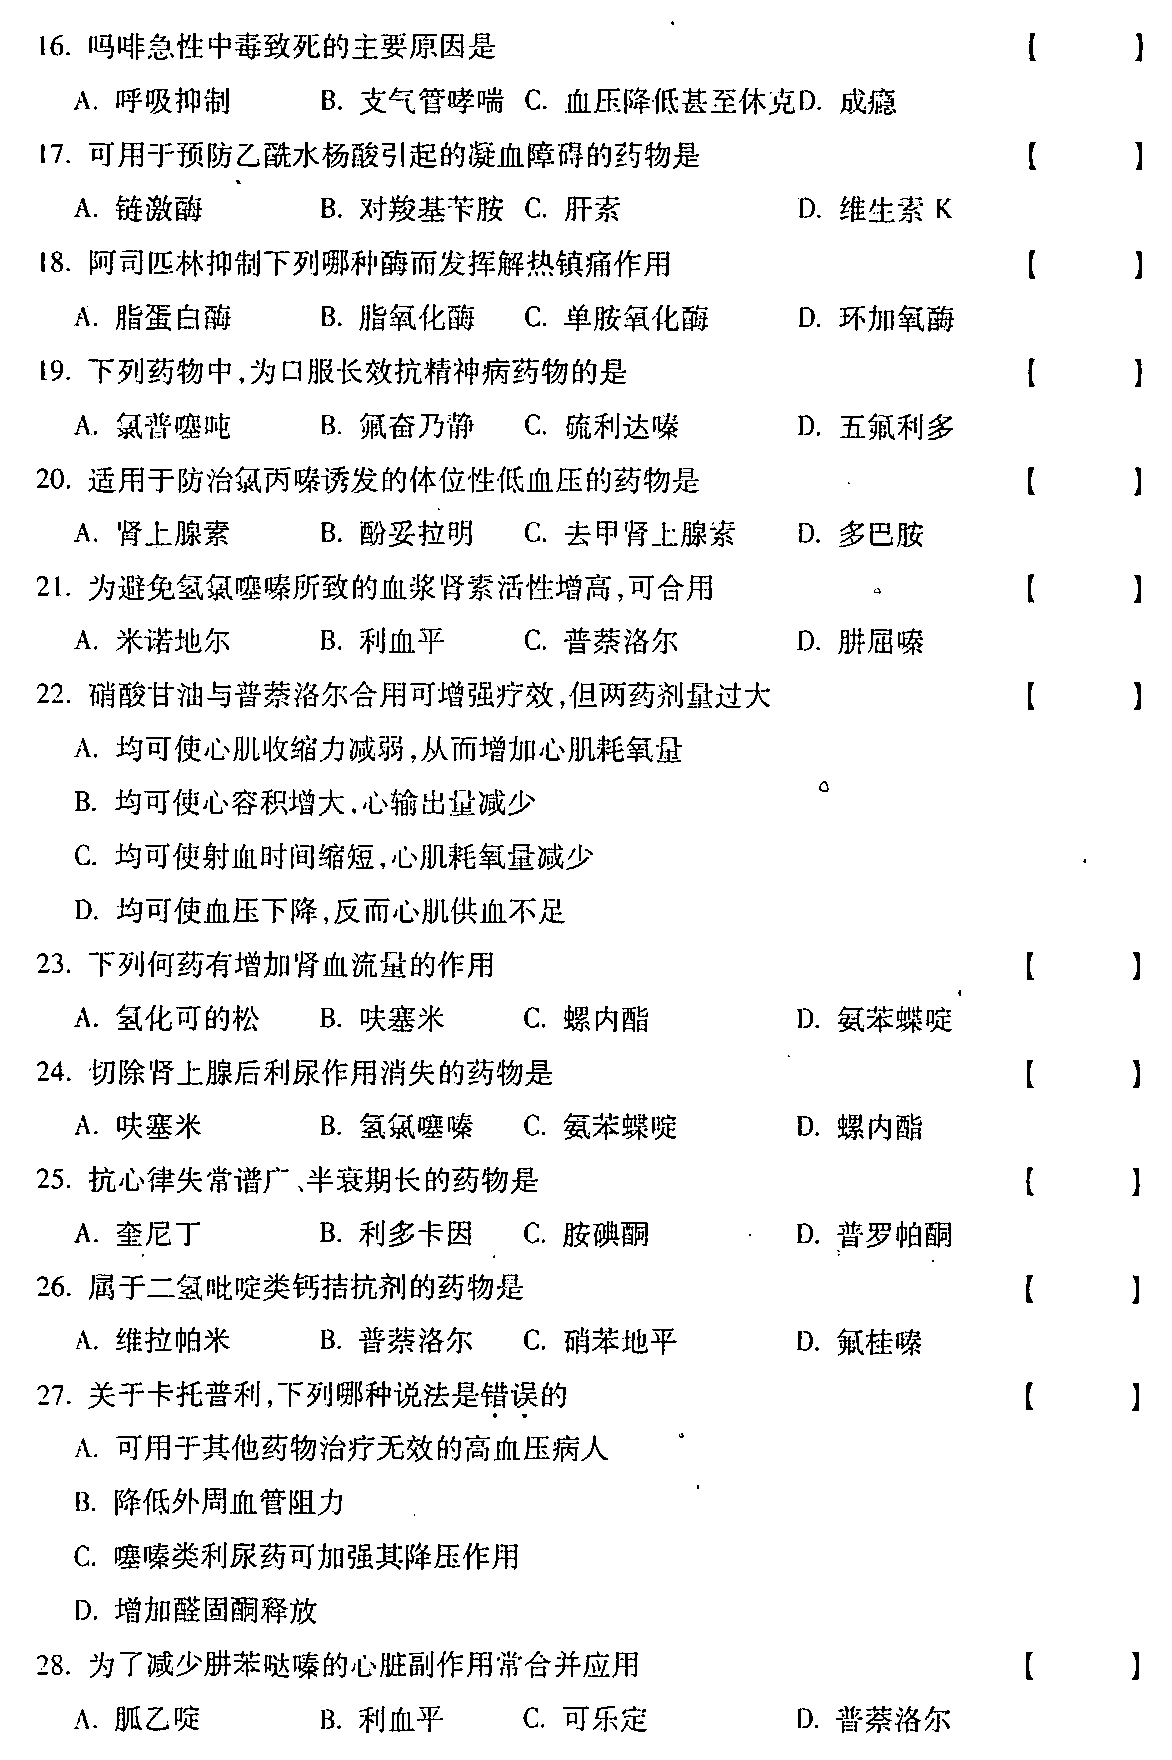 16. 吗啡急性中毒致死的主要原因是 【 】
A. 呼吸抑制 B. 支气管哮喘 C. 血压降低甚至休克 D. 成瘾
17. 可用于预防乙酰水杨酸引起的凝血障碍的药物是 【 】
A. 链激酶 B. 对羧基苄胺 C. 肝素 D. 维生素 K
18. 阿司匹林抑制下列哪种酶而发挥解热镇痛作用 【 】
A. 脂蛋白酶 B. 脂氧化酶 C. 单胺氧化酶 D. 环加氧酶
19. 下列药物中,为口服长效抗精神病药物的是 【 】
A. 氯普噻吨 B. 氟奋乃静 C. 硫利达嗪 D. 五氟利多
20. 适用于防治氯丙嗪诱发的体位性低血压的药物是 【 】
A. 肾上腺素 B. 酚妥拉明 C. 去甲肾上腺素 D. 多巴胺
21. 为避免氢氯噻嗪所致的血浆肾素活性增高,可合用 【 】
A. 米诺地尔 B. 利血平 C. 普萘洛尔 D. 肼屈嗪
22. 硝酸甘油与普萘洛尔合用可增强疗效,但两药剂量过大 【 】
A. 均可使心肌收缩力减弱,从而增加心肌耗氧量
B. 均可使心容积增大,心输出量减少
C. 均可使射血时间缩短,心肌耗氧量减少
D. 均可使血压下降,反而心肌供血不足
23. 下列何药有增加肾血流量的作用 【 】
A. 氢化可的松 B. 呋塞米 C. 螺内酯 D. 氨苯蝶啶
24. 切除肾上腺后利尿作用消失的药物是 【 】
A. 呋塞米 B. 氢氯噻嗪 C. 氨苯蝶啶 D. 螺内酯
25. 抗心律失常谱广、半衰期长的药物是 【 】
A. 奎尼丁 B. 利多卡因 C. 胺碘酮 D. 普罗帕酮
26. 属于二氢吡啶类钙拮抗剂的药物是 【 】
A. 维拉帕米 B. 普萘洛尔 C. 硝苯地平 D. 氟桂嗪
27. 关于卡托普利,下列哪种说法是错误的 【 】
A. 可用于其他药物治疗无效的高血压病人
B. 降低外周血管阻力
C. 噻嗪类利尿药可加强其降压作用
D. 增加醛固酮释放
28. 为了减少肼苯哒嗪的心脏副作用常合并应用 【 】
A. 胍乙啶 B. 利血平 C. 可乐定 D. 普萘洛尔